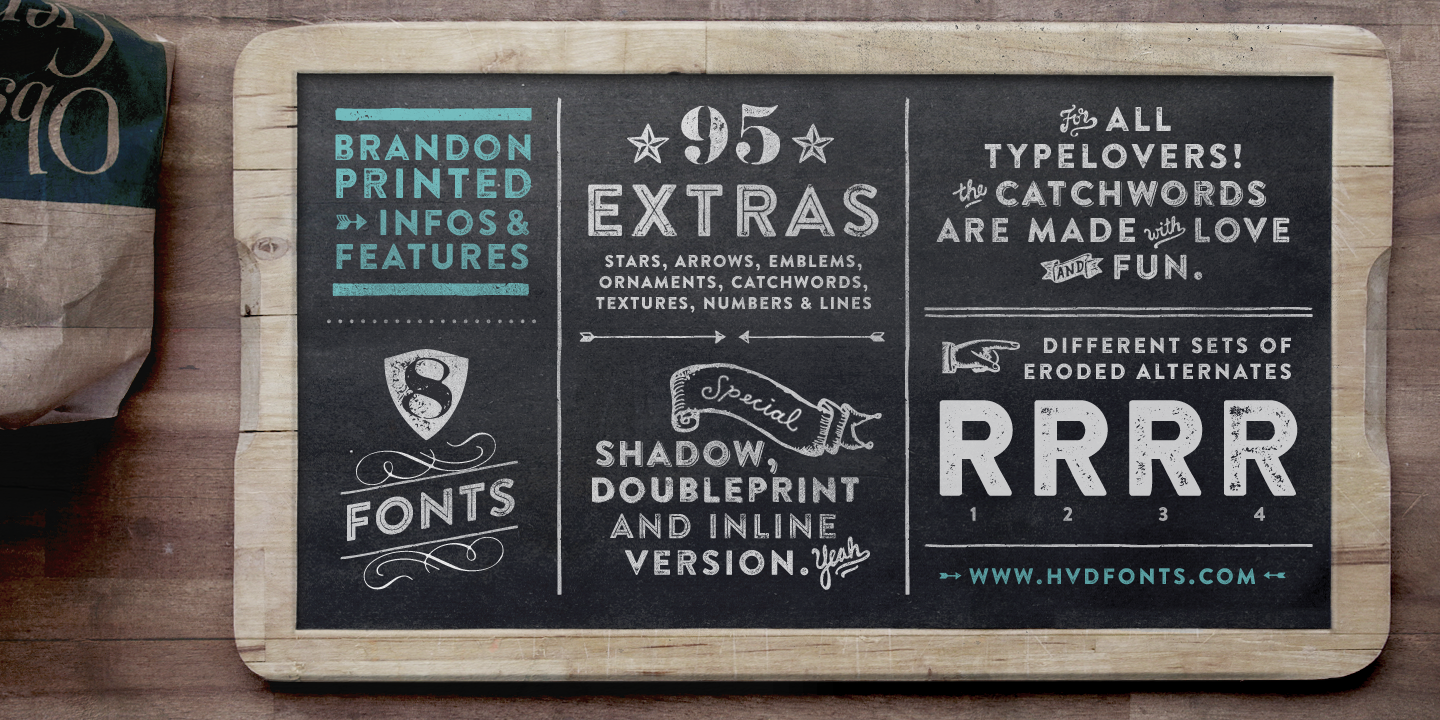 BRANDON
PRINTED
INFOS &
FEATURES
8
FONTS
95
EXTRAS
STARS, ARROWS, EMBLEMS,
ORNAMENTS, CATCHWORDS,
TEXTURES, NUMBERS & LINES
Special
SHADOW,
DOUBLEPRINT
AND INLINE
VERSION. Yeah
For ALL
TYPELOVERS!
the CATCHWORDS
ARE MADE with LOVE
AND FUN.
DIFFERENT SETS OF
ERODED ALTERNATES
R R R R
1 2 3 4
WWW.HVDFONTS.COM